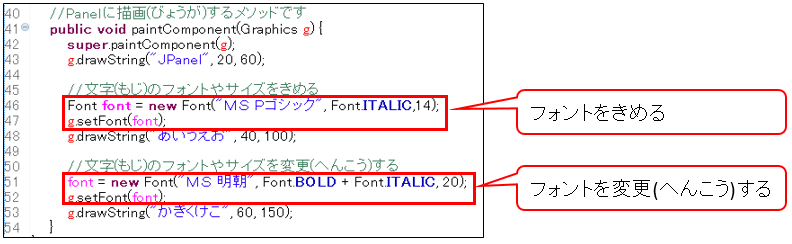 40 //Panelに描画(びょうが)するメソッドです
41 public void paintComponent(Graphics g) {
42 super.paintComponent(g);
43 g.drawString("JPanel", 20, 60);
44
45 //文字(もじ)のフォントやサイズをきめる
46 Font font = new Font("ＭＳ Ｐゴシック", Font.ITALIC,14);
47 g.setFont(font);
48 g.drawString("あいうえお", 40, 100);
49
50 //文字(もじ)のフォントやサイズを変更(へんこう)する
51 font = new Font("ＭＳ 明朝", Font.BOLD + Font.ITALIC, 20);
52 g.setFont(font);
53 g.drawString("かきくけこ", 60, 150);
54 }
フォントをきめる
フォントを変更(へんこう)する